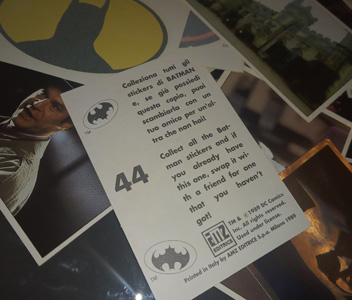 Colleziona tutti gli
stickers di BATMAN
e, se già possiedi
questa copia, puoi
scambiarla con un
tuo amico per un'al-
tra che non hai!
44
Collect all the Bat-
man stickers and if
you already have
this one, swap it wi-
th a friend for one
that you haven't
got!
EDITRICE
TM & © 1989 DC Comics
Inc. All rights reserved.
Used under license.
Printed in Italy by AMZ EDITRICE S.p.a. Milano 1989